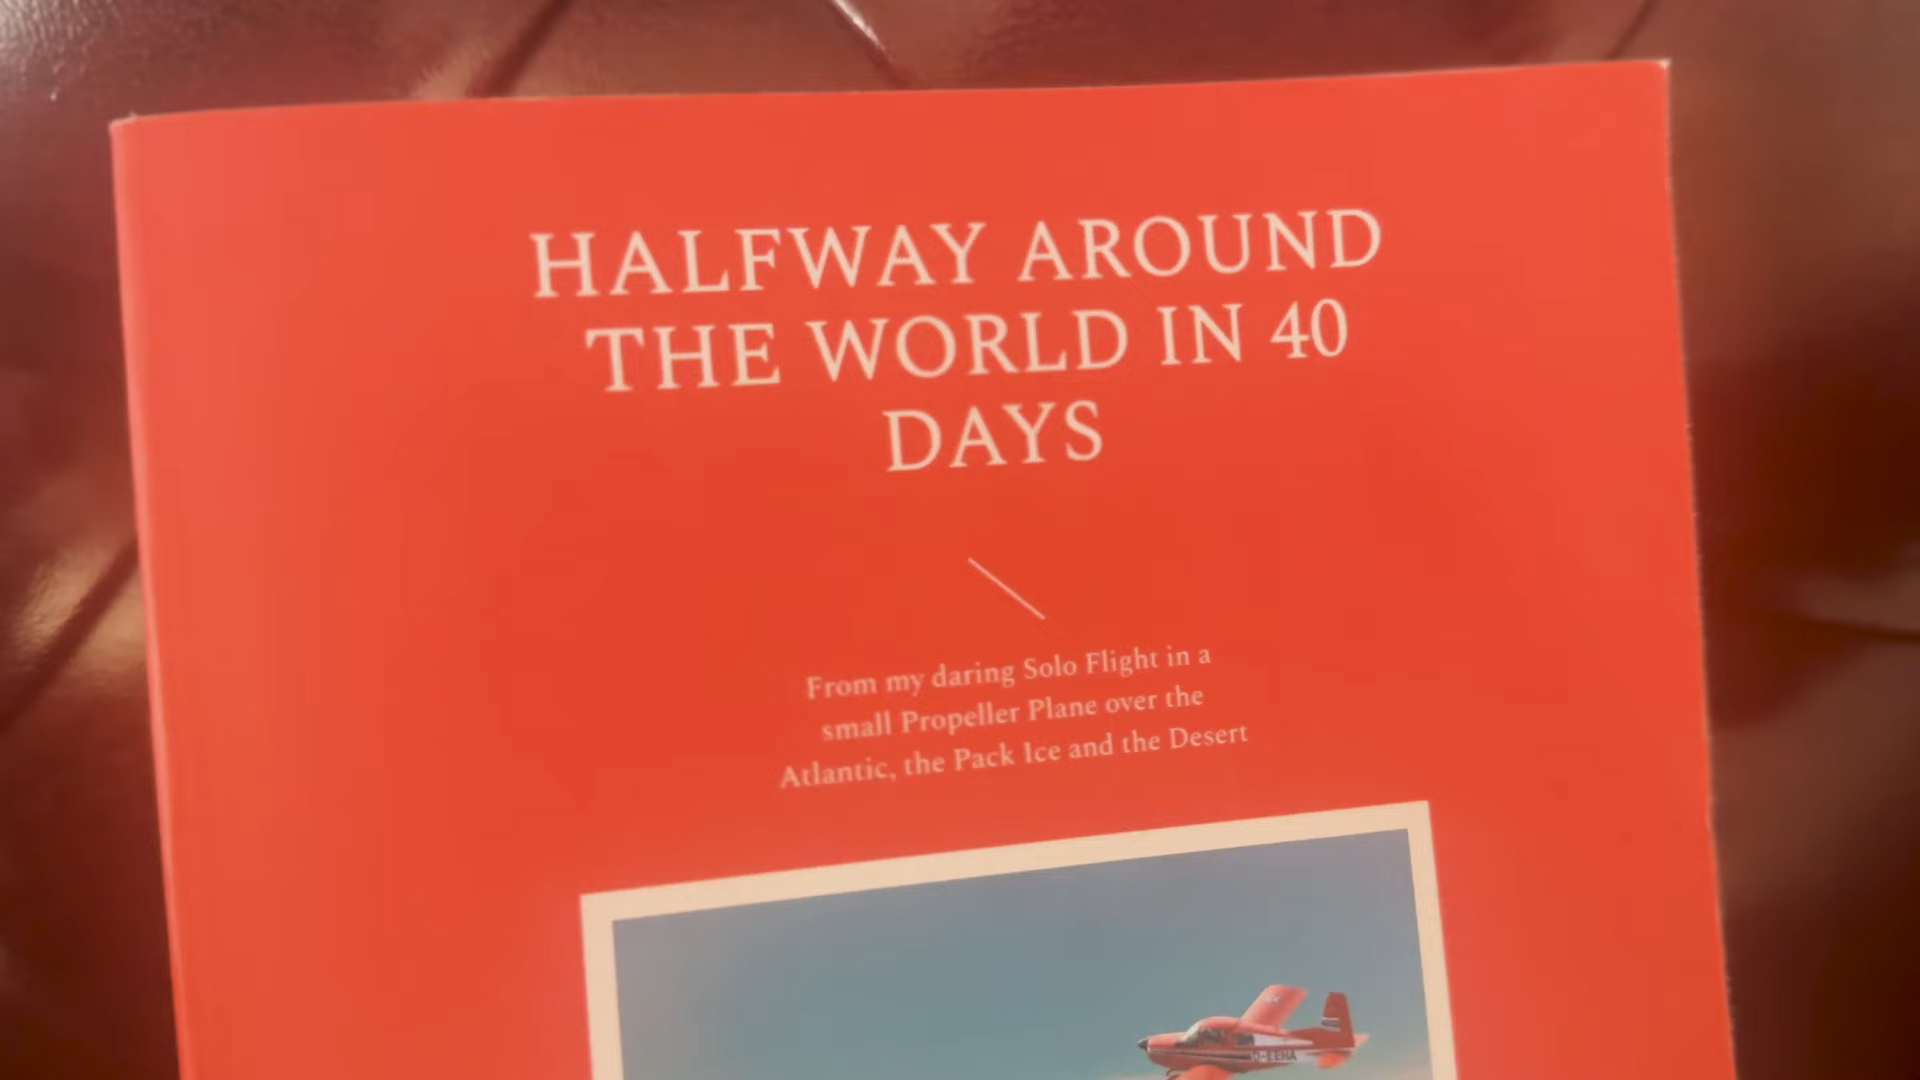 HALFWAY AROUND
THE WORLD IN 40
DAYS
From my daring Solo Flight in a
small Propeller Plane over the
Atlantic, the Pack Ice and the Desert